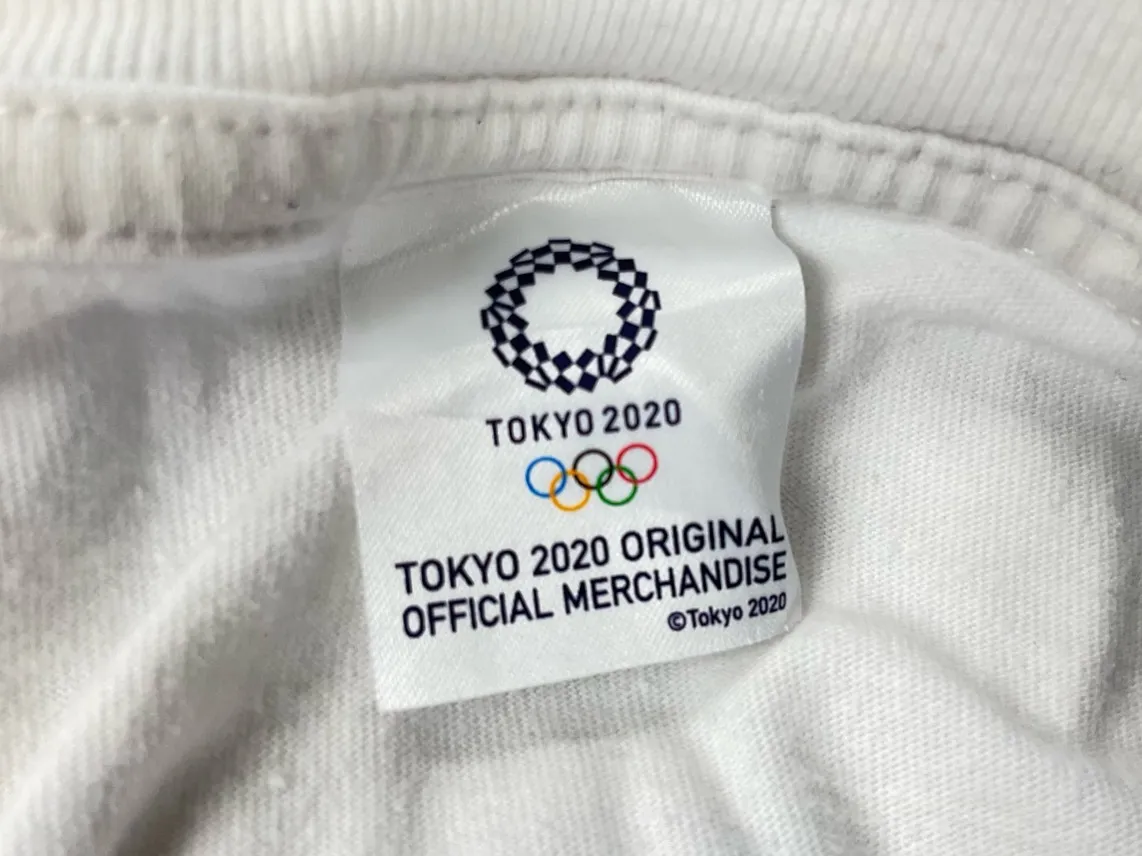 TOKYO 2020
TOKYO 2020 ORIGINAL
OFFICIAL MERCHANDISE
©Tokyo 2020